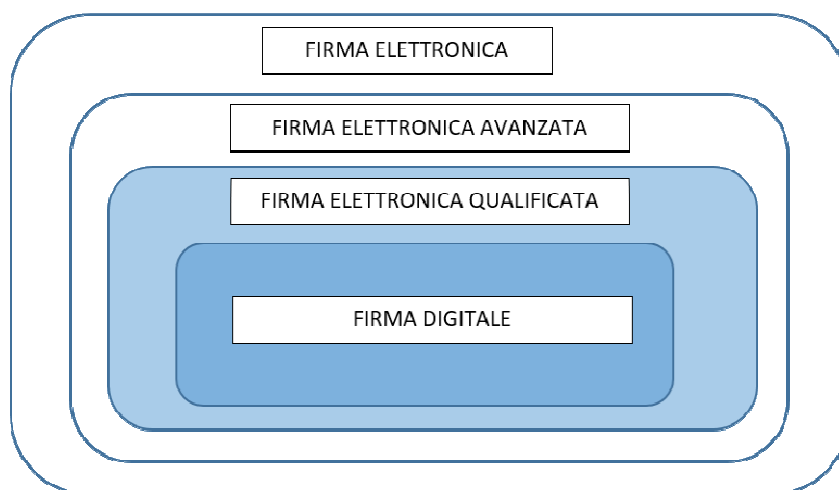 FIRMA ELETTRONICA
FIRMA ELETTRONICA AVANZATA
FIRMA ELETTRONICA QUALIFICATA
FIRMA DIGITALE